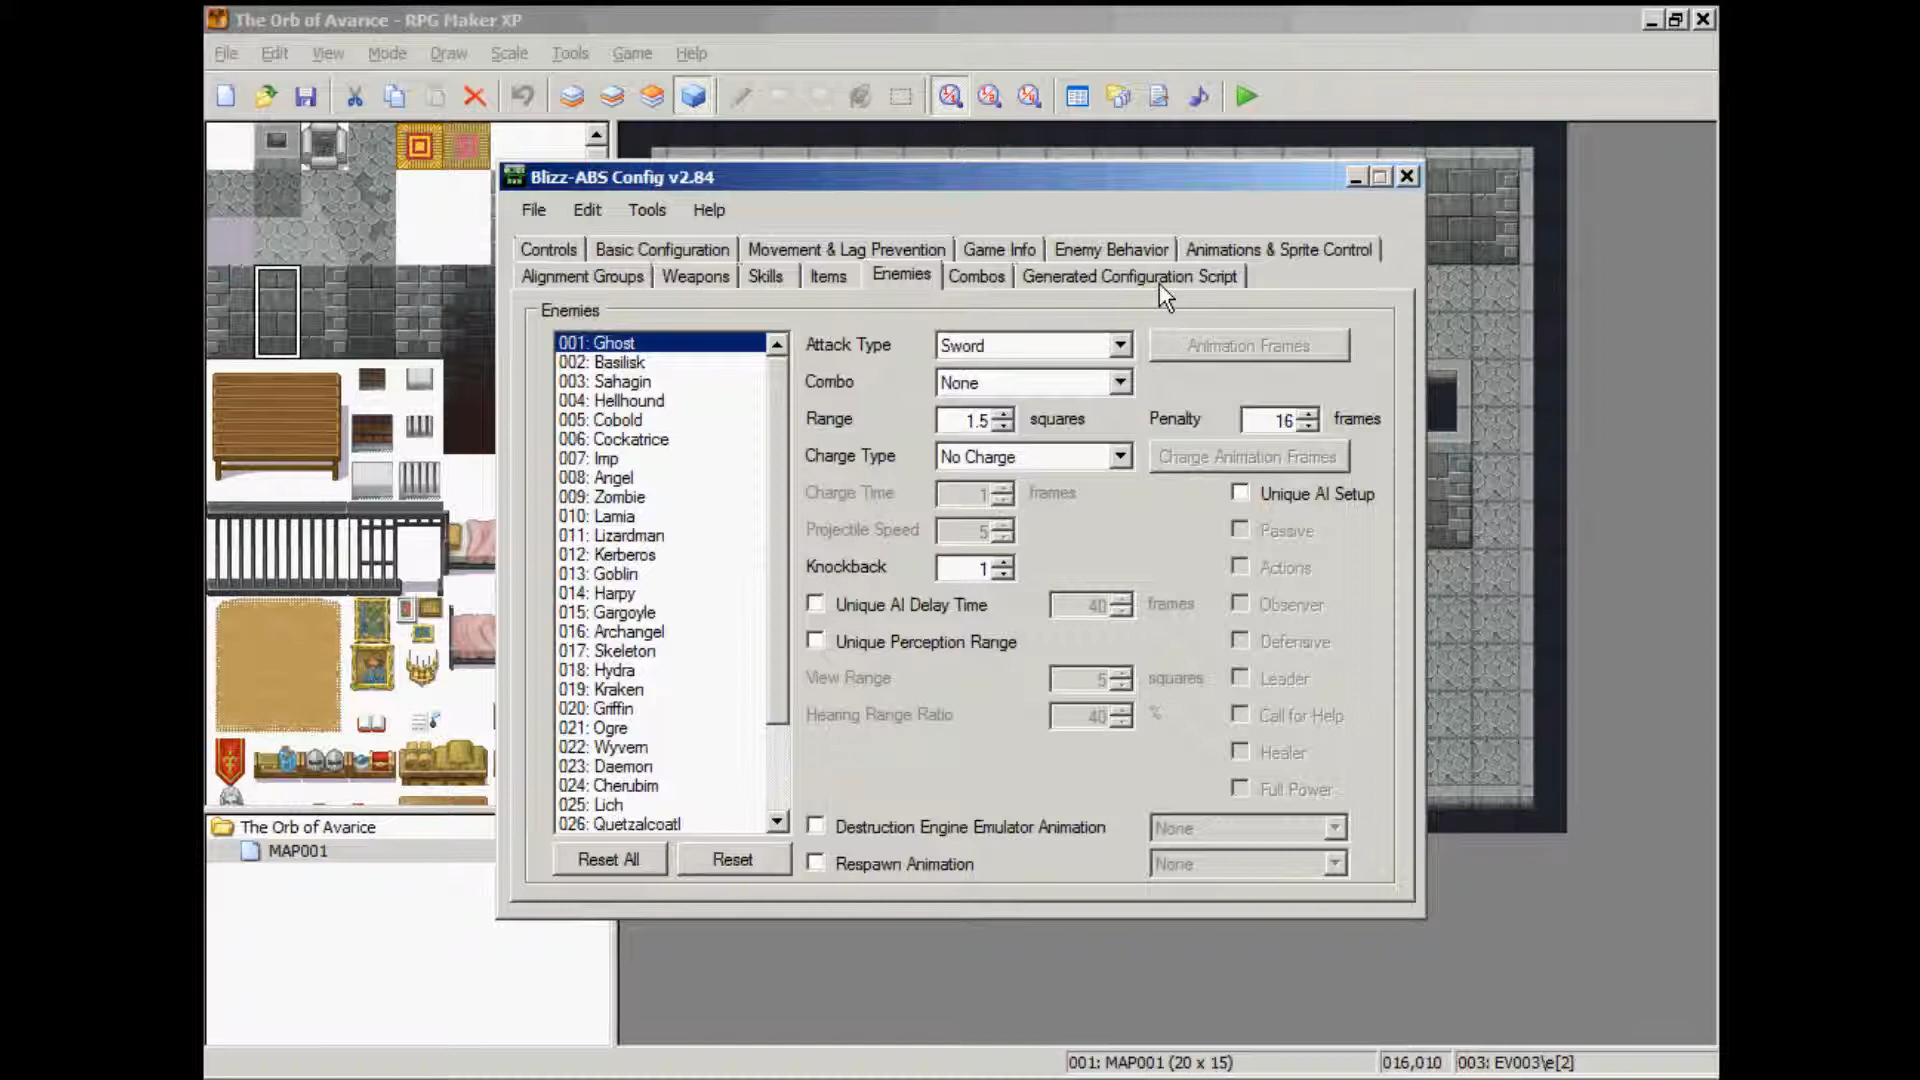 The Orb of Avarice - RPG Maker XP
File Edit View Mode Draw Scale Tools Game Help
Blizz-ABS Config v2.84
File Edit Tools Help
Controls Basic Configuration Movement & Lag Prevention Game Info Enemy Behavior Animations & Sprite Control
Alignment Groups Weapons Skills Items Enemies Combos Generated Configuration Script
Enemies
001: Ghost
002: Basilisk
003: Sahagin
004: Hellhound
005: Cobold
006: Cockatrice
007: Imp
008: Angel
009: Zombie
010: Lamia
011: Lizardman
012: Kerberos
013: Goblin
014: Harpy
015: Gargoyle
016: Archangel
017: Skeleton
018: Hydra
019: Kraken
020: Griffin
021: Ogre
022: Wyvern
023: Daemon
024: Cherubim
025: Lich
026: Quetzalcoatl
Reset All Reset
Attack Type Sword Animation Frames
Combo None
Range 1.5 squares Penalty 16 frames
Charge Type No Charge Charge Animation Frames
Charge Time 1 frames Unique AI Setup
Projectile Speed 5 Passive
Knockback 1 Actions
Unique AI Delay Time 40 frames Observer
Unique Perception Range Defensive
View Range 5 squares Leader
Hearing Range Ratio 40 % Call for Help
Healer
Full Power
Destruction Engine Emulator Animation None
Respawn Animation None
The Orb of Avarice
MAP001
001: MAP001 (20 x 15) 016,010 003: EV003\e[2]